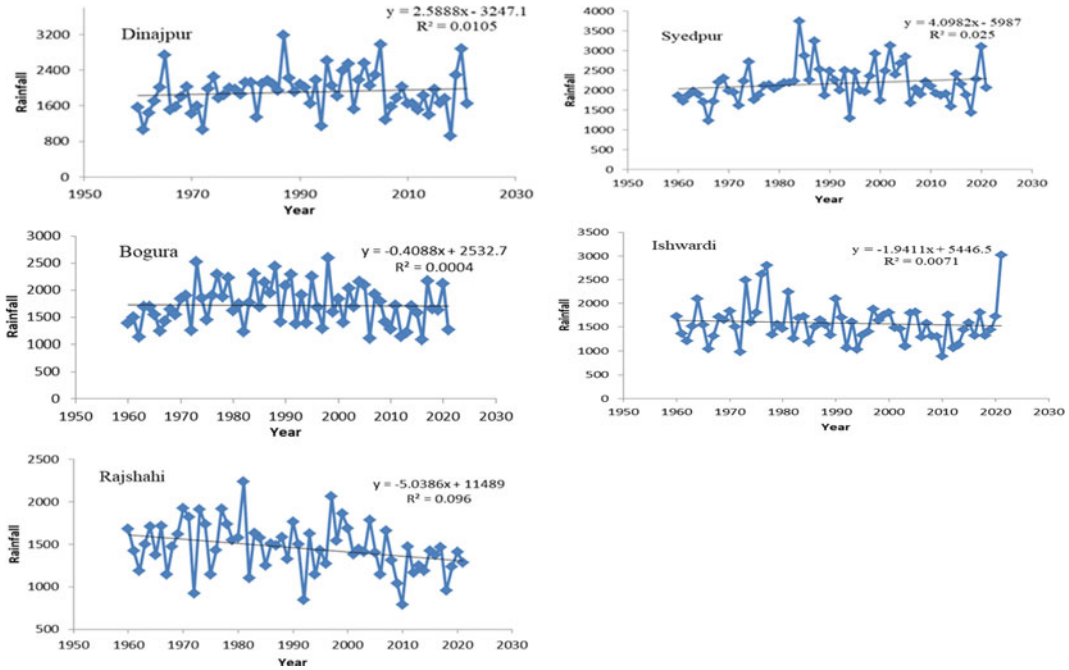 Dinajpur
y = 2.5888x - 3247.1
R² = 0.0105
Rainfall
3200
2400
1600
800
0
1950 1970 1990 2010 2030
Year
Syedpur
y = 4.0982x - 5987
R² = 0.025
Rainfall
4000
3500
3000
2500
2000
1500
1000
500
0
1950 1960 1970 1980 1990 2000 2010 2020 2030
Year
Bogura
y = -0.4088x + 2532.7
R² = 0.0004
Rainfall
3000
2500
2000
1500
1000
500
0
1950 1960 1970 1980 1990 2000 2010 2020 2030
Year
Ishwardi
y = -1.9411x + 5446.5
R² = 0.0071
Rainfall
3500
3000
2500
2000
1500
1000
500
0
1950 1960 1970 1980 1990 2000 2010 2020 2030
Year
Rajshahi
y = -5.0386x + 11489
R² = 0.096
Rainfall
2500
2000
1500
1000
500
1950 1960 1970 1980 1990 2000 2010 2020 2030
Year